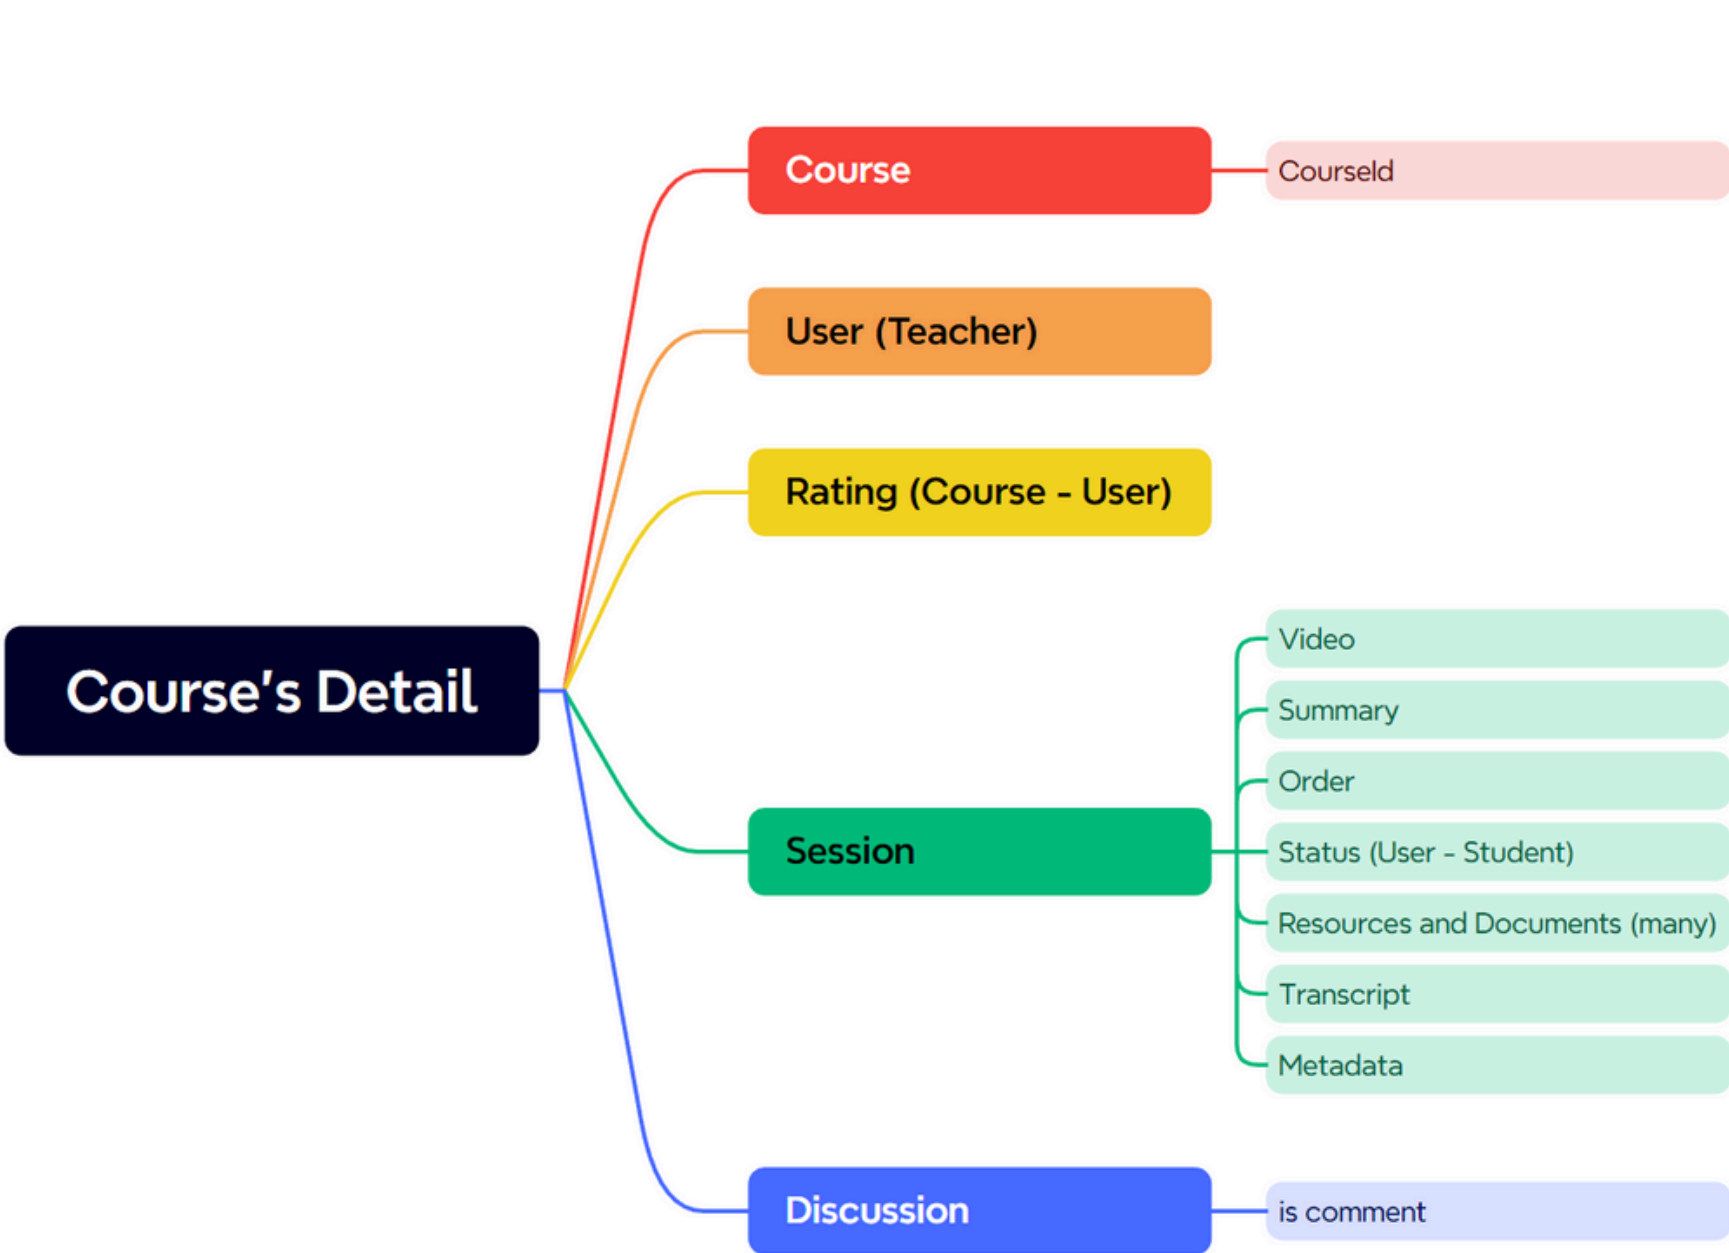 Course's Detail
Course
CourseId
User (Teacher)
Rating (Course - User)
Session
Video
Summary
Order
Status (User - Student)
Resources and Documents (many)
Transcript
Metadata
Discussion
is comment